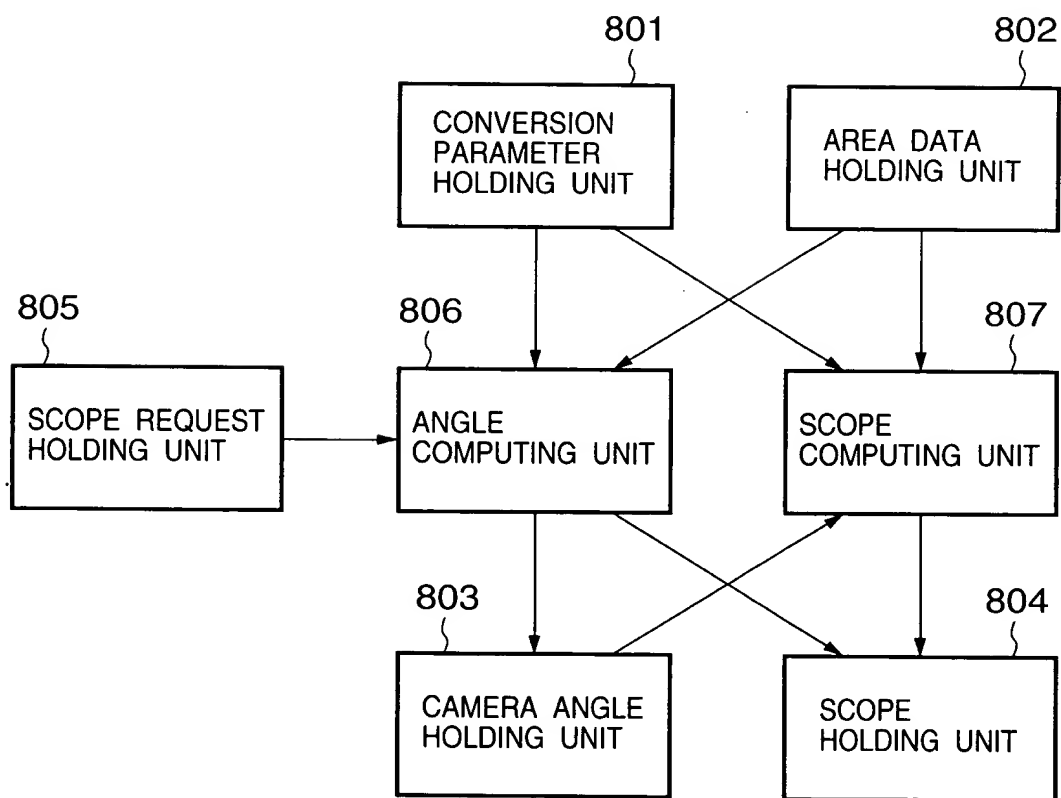 801
802
CONVERSION
PARAMETER
HOLDING UNIT
AREA DATA
HOLDING UNIT
805
806
807
SCOPE REQUEST
HOLDING UNIT
ANGLE
COMPUTING UNIT
SCOPE
COMPUTING UNIT
803
804
CAMERA ANGLE
HOLDING UNIT
SCOPE
HOLDING UNIT